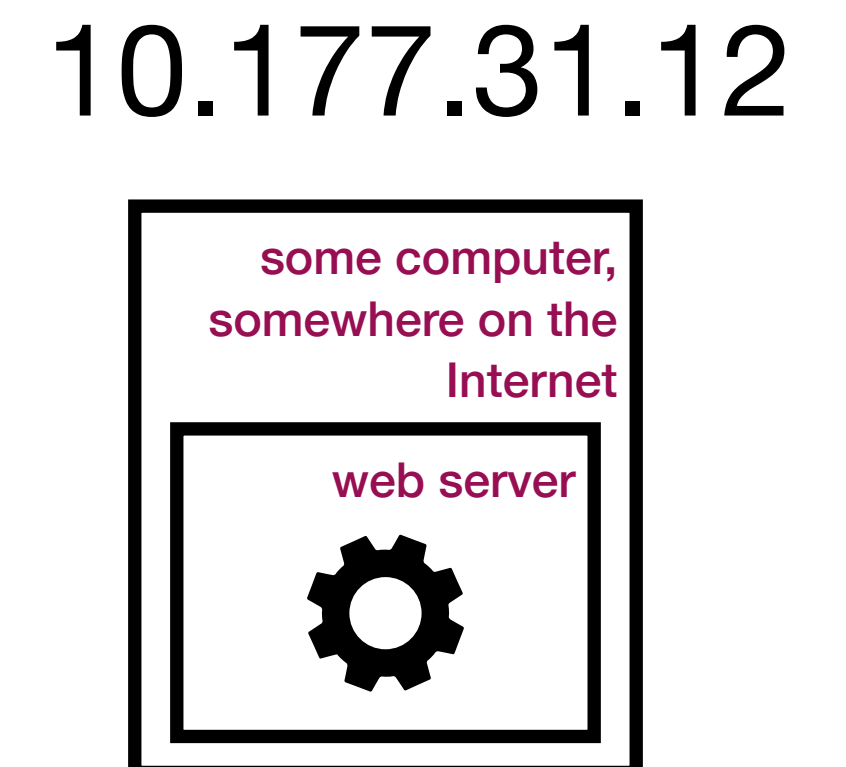 10.177.31.12
some computer,
somewhere on the
Internet
web server